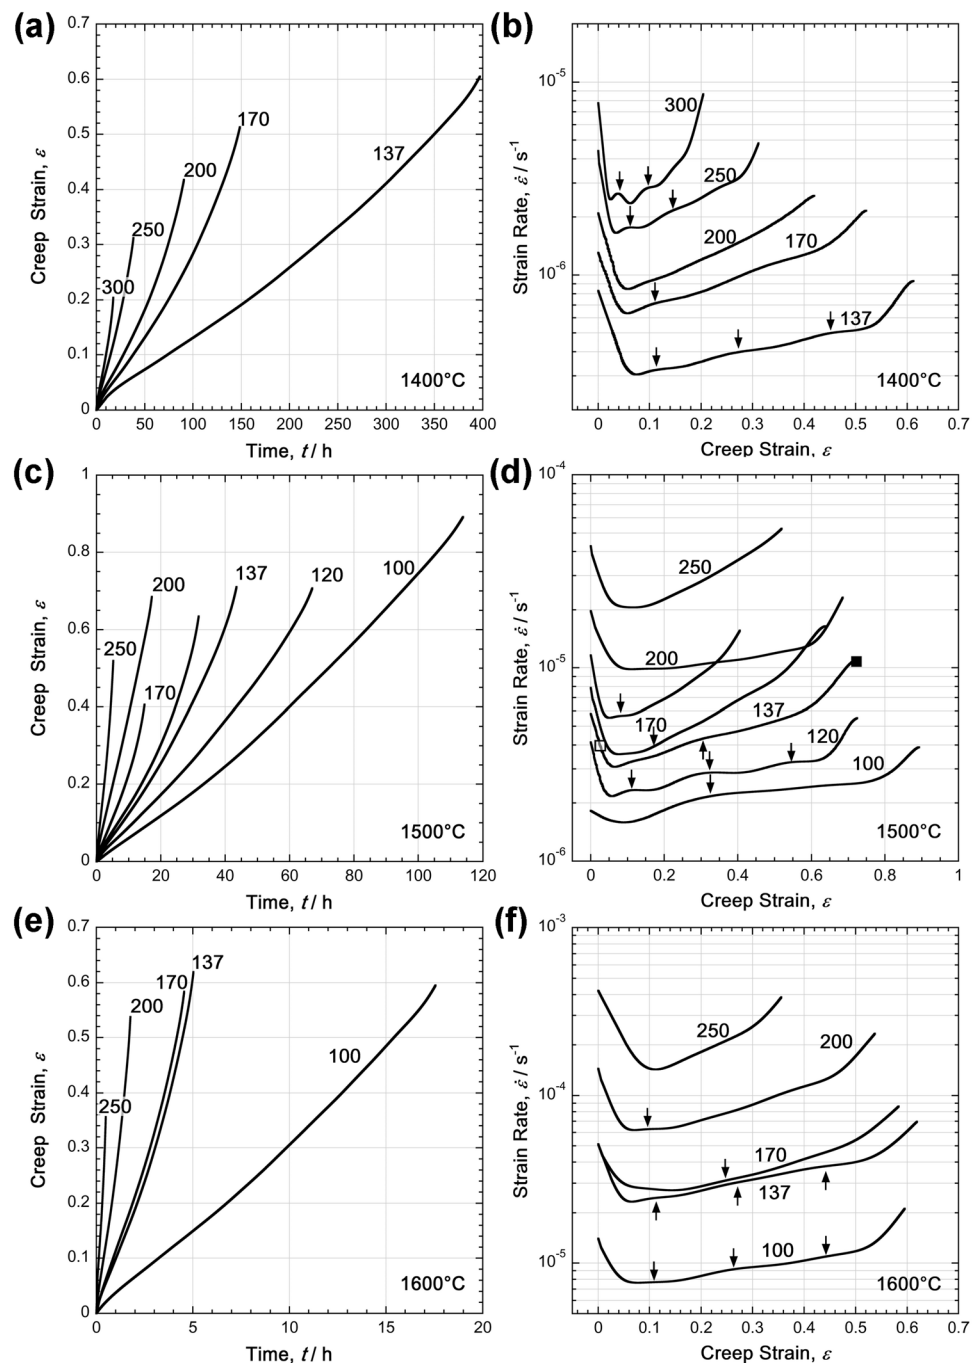 (a)
Creep Strain, ε
0.7
0.6
0.5
0.4
0.3
0.2
0.1
0
300
250
200
170
137
1400°C
0 50 100 150 200 250 300 350 400
Time, t / h
(b)
Strain Rate, ε̇ / s⁻¹
10⁻⁵
10⁻⁶
300
250
200
170
137
1400°C
0 0.1 0.2 0.3 0.4 0.5 0.6 0.7
Creep Strain, ε
(c)
Creep Strain, ε
1
0.8
0.6
0.4
0.2
0
250
200
170
137
120
100
1500°C
0 20 40 60 80 100 120
Time, t / h
(d)
Strain Rate, ε̇ / s⁻¹
10⁻⁴
10⁻⁵
10⁻⁶
250
200
170
137
120
100
1500°C
0 0.2 0.4 0.6 0.8 1
Creep Strain, ε
(e)
Creep Strain, ε
0.7
0.6
0.5
0.4
0.3
0.2
0.1
0
250
200
170
137
100
1600°C
0 5 10 15 20
Time, t / h
(f)
Strain Rate, ε̇ / s⁻¹
10⁻³
10⁻⁴
10⁻⁵
250
200
170
137
100
1600°C
0 0.1 0.2 0.3 0.4 0.5 0.6 0.7
Creep Strain, ε